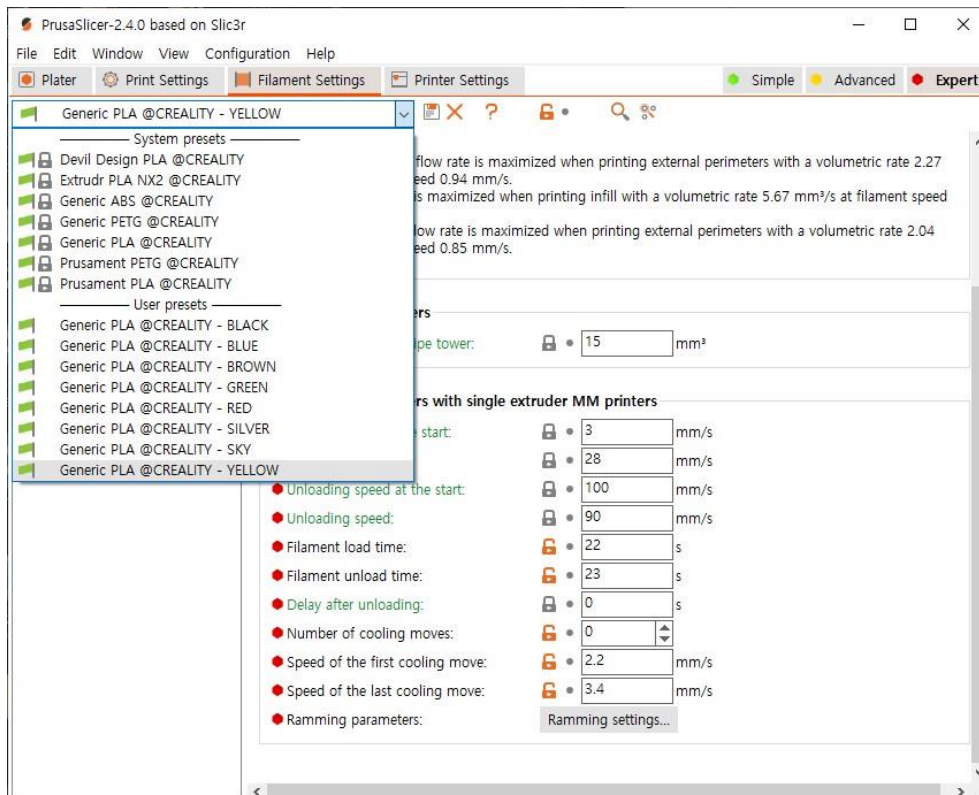 PrusaSlicer-2.4.0 based on Slic3r
File Edit Window View Configuration Help
Plater Print Settings Filament Settings Printer Settings Simple Advanced Expert
Generic PLA @CREALITY - YELLOW
System presets
Devil Design PLA @CREALITY
Extrudr PLA NX2 @CREALITY
Generic ABS @CREALITY
Generic PETG @CREALITY
Generic PLA @CREALITY
Prusament PETG @CREALITY
Prusament PLA @CREALITY
User presets
Generic PLA @CREALITY - BLACK
Generic PLA @CREALITY - BLUE
Generic PLA @CREALITY - BROWN
Generic PLA @CREALITY - GREEN
Generic PLA @CREALITY - RED
Generic PLA @CREALITY - SILVER
Generic PLA @CREALITY - SKY
Generic PLA @CREALITY - YELLOW
flow rate is maximized when printing external perimeters with a volumetric rate 2.27
eed 0.94 mm/s.
is maximized when printing infill with a volumetric rate 5.67 mm³/s at filament speed
ow rate is maximized when printing external perimeters with a volumetric rate 2.04
eed 0.85 mm/s.
ers
ipe tower: 15 mm³
rs with single extruder MM printers
start: 3 mm/s
28 mm/s
Unloading speed at the start: 100 mm/s
Unloading speed: 90 mm/s
Filament load time: 22 s
Filament unload time: 23 s
Delay after unloading: 0 s
Number of cooling moves: 0
Speed of the first cooling move: 2.2 mm/s
Speed of the last cooling move: 3.4 mm/s
Ramming parameters: Ramming settings...